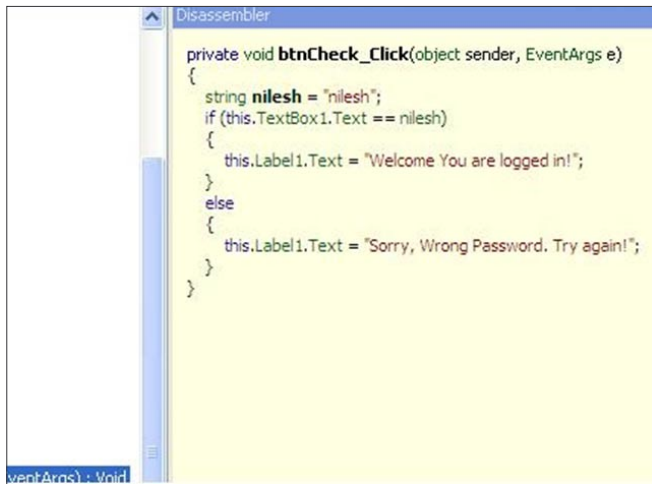 Disassembler
private void btnCheck_Click(object sender, EventArgs e)
{
string nilesh = "nilesh";
if (this.TextBox1.Text == nilesh)
{
this.Label1.Text = "Welcome You are logged in!";
}
else
{
this.Label1.Text = "Sorry, Wrong Password. Try again!";
}
}
ventArgs) : Void